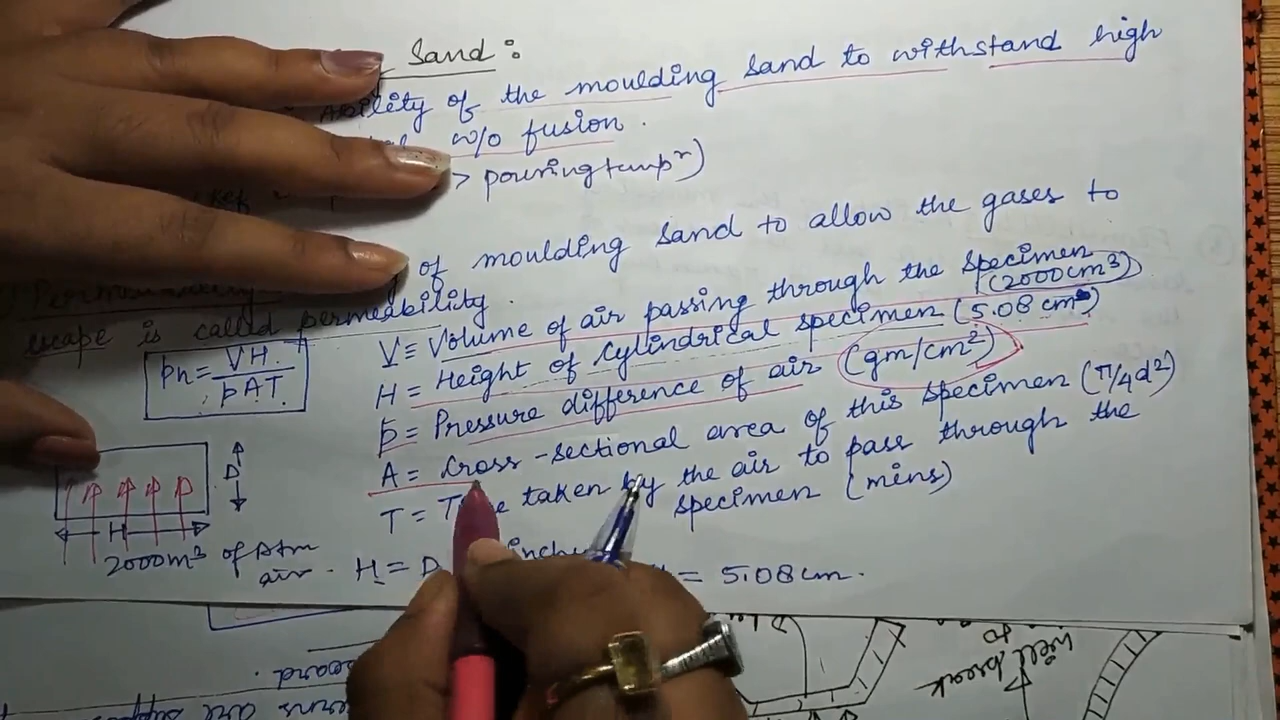 Sand :
Ability of the moulding sand to withstand high
w/o fusion .
> pouring tempr)
of moulding sand to allow the gases to
escape is called permeability .
Pn = VH / PAT
V = Volume of air passing through the specimen (2000cm³)
H = Height of cylindrical specimen (5.08 cm)
P = Pressure difference of air (gm/cm²)
A = Cross-sectional area of this specimen (π/4d²)
T = taken by the air to pass through the
specimen (mins)
D
H
2000m³ of Atm
air .
H = D = 5.08cm.
will break